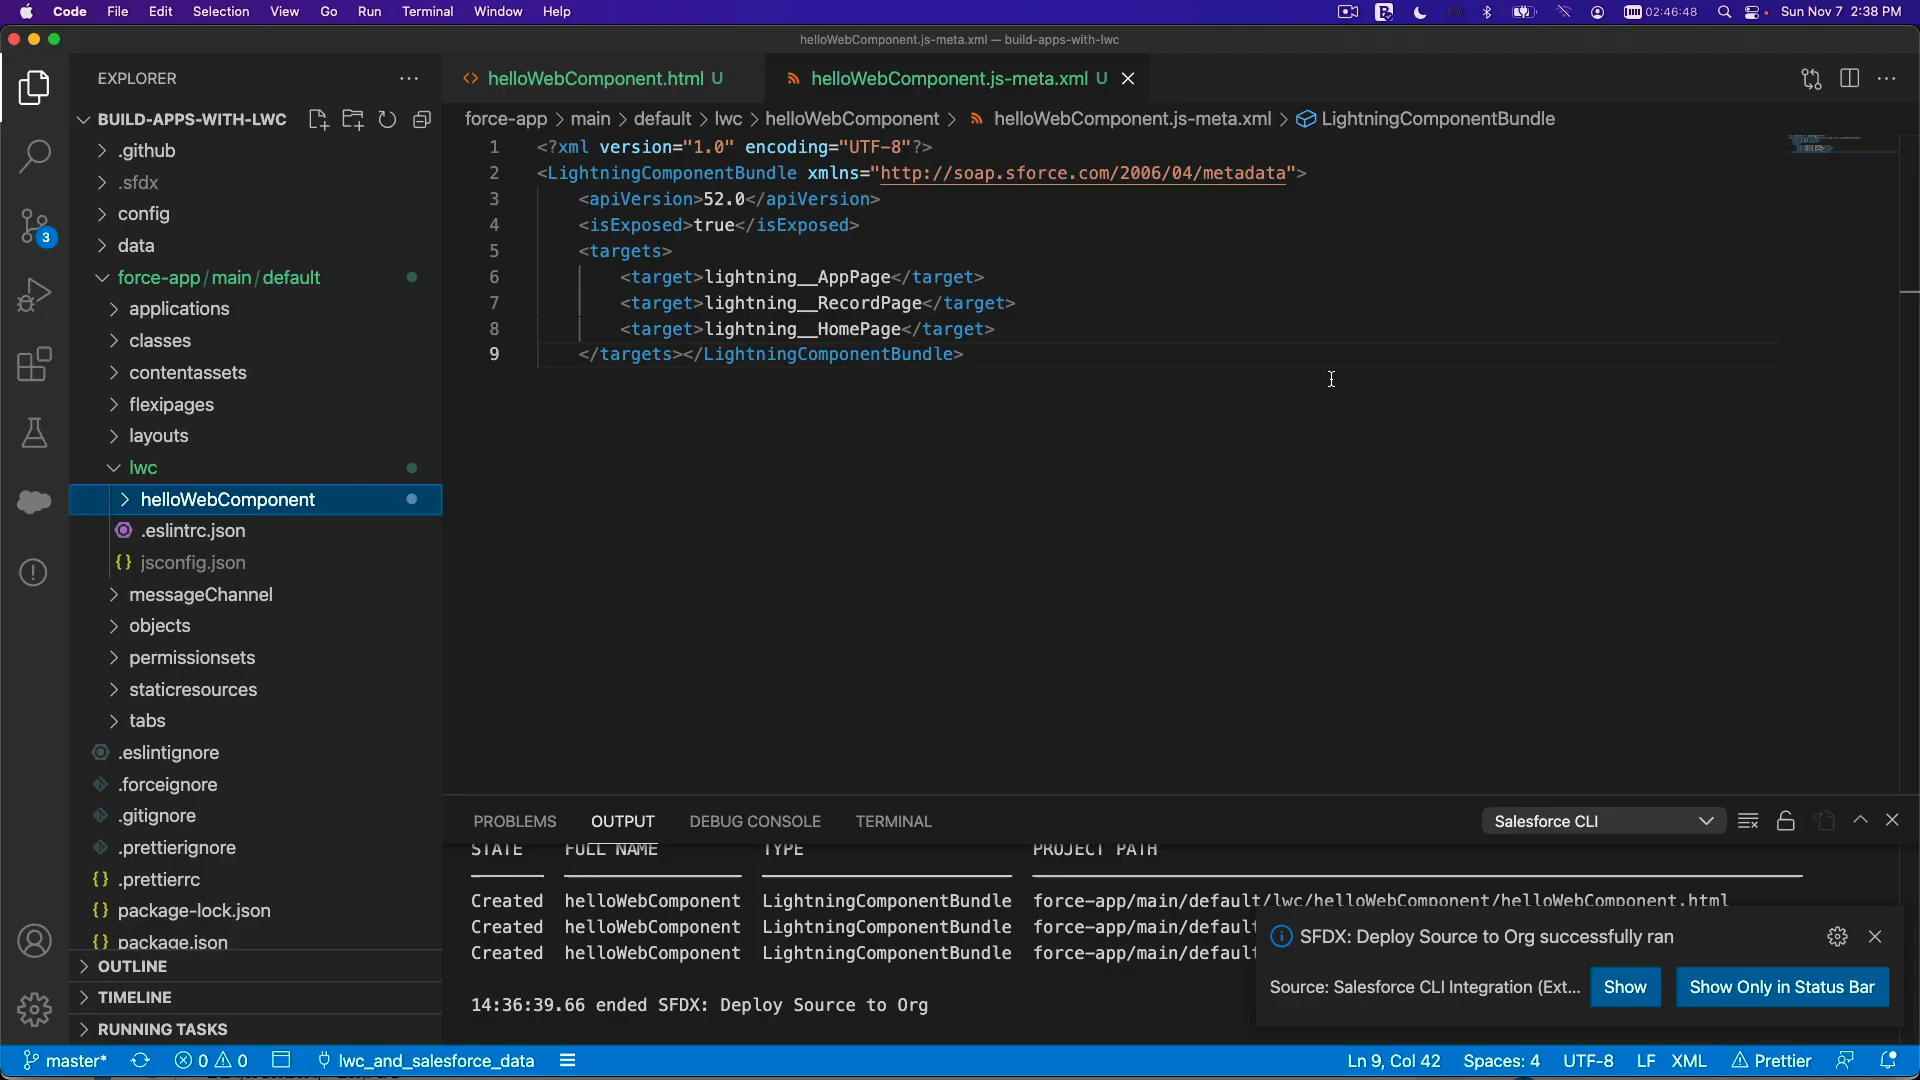 Code File Edit Selection View Go Run Terminal Window Help 02:46:48 Sun Nov 7 2:38 PM
helloWebComponent.js-meta.xml — build-apps-with-lwc
EXPLORER
helloWebComponent.html U
helloWebComponent.js-meta.xml U
BUILD-APPS-WITH-LWC
force-app > main > default > lwc > helloWebComponent > helloWebComponent.js-meta.xml > LightningComponentBundle
.github
.sfdx
config
data
force-app/main/default
applications
classes
contentassets
flexipages
layouts
lwc
helloWebComponent
.eslintrc.json
jsconfig.json
messageChannel
objects
permissionsets
staticresources
tabs
.eslintignore
.forceignore
.gitignore
.prettierignore
.prettierrc
package-lock.json
package.json
OUTLINE
TIMELINE
RUNNING TASKS
3
1 <?xml version="1.0" encoding="UTF-8"?>
2 <LightningComponentBundle xmlns="http://soap.sforce.com/2006/04/metadata">
3 <apiVersion>52.0</apiVersion>
4 <isExposed>true</isExposed>
5 <targets>
6 <target>lightning__AppPage</target>
7 <target>lightning__RecordPage</target>
8 <target>lightning__HomePage</target>
9 </targets></LightningComponentBundle>
PROBLEMS OUTPUT DEBUG CONSOLE TERMINAL Salesforce CLI
STATE FULL NAME TYPE PROJECT PATH
Created helloWebComponent LightningComponentBundle force-app/main/default/lwc/helloWebComponent/helloWebComponent.html
Created helloWebComponent LightningComponentBundle force-app/main/default
Created helloWebComponent LightningComponentBundle force-app/main/default
14:36:39.66 ended SFDX: Deploy Source to Org
SFDX: Deploy Source to Org successfully ran
Source: Salesforce CLI Integration (Ext... Show Show Only in Status Bar
master* 0 0 lwc_and_salesforce_data Ln 9, Col 42 Spaces: 4 UTF-8 LF XML Prettier